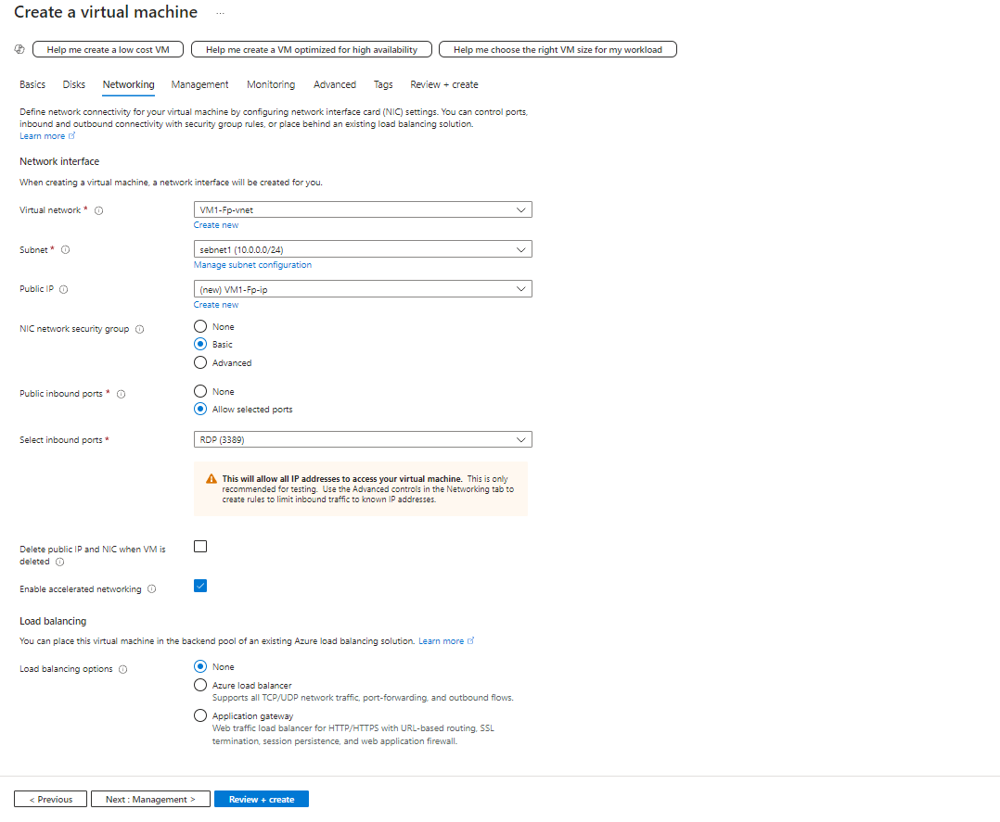 Create a virtual machine ...
Help me create a low cost VM
Help me create a VM optimized for high availability
Help me choose the right VM size for my workload
Basics Disks Networking Management Monitoring Advanced Tags Review + create
Define network connectivity for your virtual machine by configuring network interface card (NIC) settings. You can control ports,
inbound and outbound connectivity with security group rules, or place behind an existing load balancing solution.
Learn more
Network interface
When creating a virtual machine, a network interface will be created for you.
Virtual network *
VM1-Fp-vnet
Create new
Subnet *
sebnet1 (10.0.0.0/24)
Manage subnet configuration
Public IP
(new) VM1-Fp-ip
Create new
NIC network security group
None
Basic
Advanced
Public inbound ports *
None
Allow selected ports
Select inbound ports *
RDP (3389)
This will allow all IP addresses to access your virtual machine. This is only
recommended for testing. Use the Advanced controls in the Networking tab to
create rules to limit inbound traffic to known IP addresses.
Delete public IP and NIC when VM is
deleted
Enable accelerated networking
Load balancing
You can place this virtual machine in the backend pool of an existing Azure load balancing solution. Learn more
Load balancing options
None
Azure load balancer
Supports all TCP/UDP network traffic, port-forwarding, and outbound flows.
Application gateway
Web traffic load balancer for HTTP/HTTPS with URL-based routing, SSL
termination, session persistence, and web application firewall.
< Previous
Next : Management >
Review + create